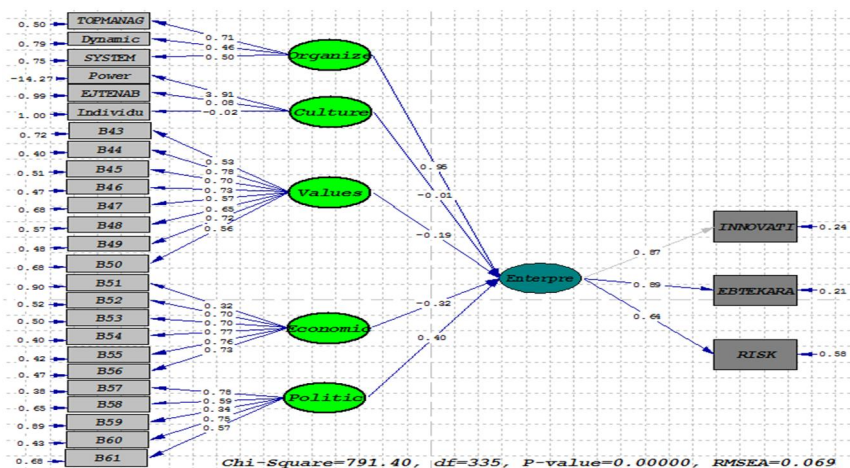 0.50 TOPMANAG
0.79 Dynamic
0.75 SYSTEM
-14.27 Power
0.99 EJTENAB
1.00 Individu
0.72 B43
0.40 B44
0.51 B45
0.47 B46
0.68 B47
0.57 B48
0.48 B49
0.68 B50
0.90 B51
0.52 B52
0.50 B53
0.40 B54
0.42 B55
0.47 B56
0.38 B57
0.65 B58
0.89 B59
0.43 B60
0.68 B61
0.71
0.46
0.50
3.91
0.08
-0.02
0.53
0.78
0.70
0.73
0.57
0.65
0.72
0.56
0.32
0.70
0.70
0.77
0.76
0.73
0.78
0.59
0.34
0.75
0.57
Organize
Culture
Values
Economic
Politic
0.95
-0.01
-0.19
-0.32
0.40
Enterpre
0.87
0.89
0.64
INNOVATI 0.24
EBTEKARA 0.21
RISK 0.58
Chi-Square=791.40, df=335, P-value=0.00000, RMSEA=0.069